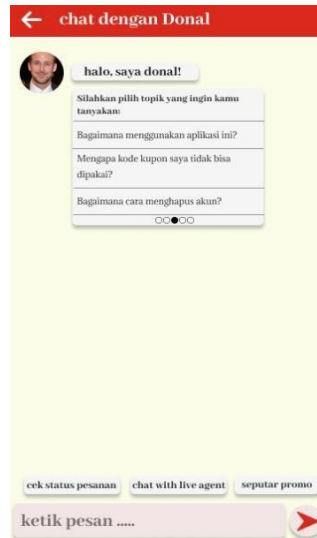 chat dengan Donal
halo, saya donal!
Silahkan pilih topik yang ingin kamu
tanyakan:
Bagaimana menggunakan aplikasi ini?
Mengapa kode kupon saya tidak bisa
dipakai?
Bagaimana cara menghapus akun?
cek status pesanan chat with live agent seputar promo
ketik pesan .....